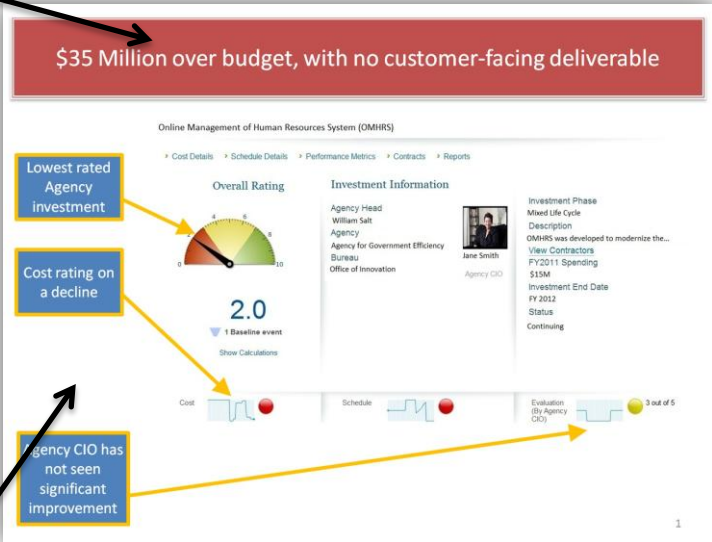 $35 Million over budget, with no customer-facing deliverable
Online Management of Human Resources System (OMHRS)
Cost Details
Schedule Details
Performance Metrics
Contracts
Reports
Lowest rated
Agency
investment
Overall Rating
0
2
4
6
8
10
2.0
1 Baseline event
Show Calculations
Investment Information
Agency Head
William Salt
Agency
Agency for Government Efficiency
Bureau
Office of Innovation
Jane Smith
Agency CIO
Investment Phase
Mixed Life Cycle
Description
OMHRS was developed to modernize the...
View Contractors
FY2011 Spending
$15M
Investment End Date
FY 2012
Status
Continuing
Cost rating on
a decline
Cost
Schedule
Evaluation
(By Agency
CIO)
3 out of 5
Agency CIO has
not seen
significant
improvement
1